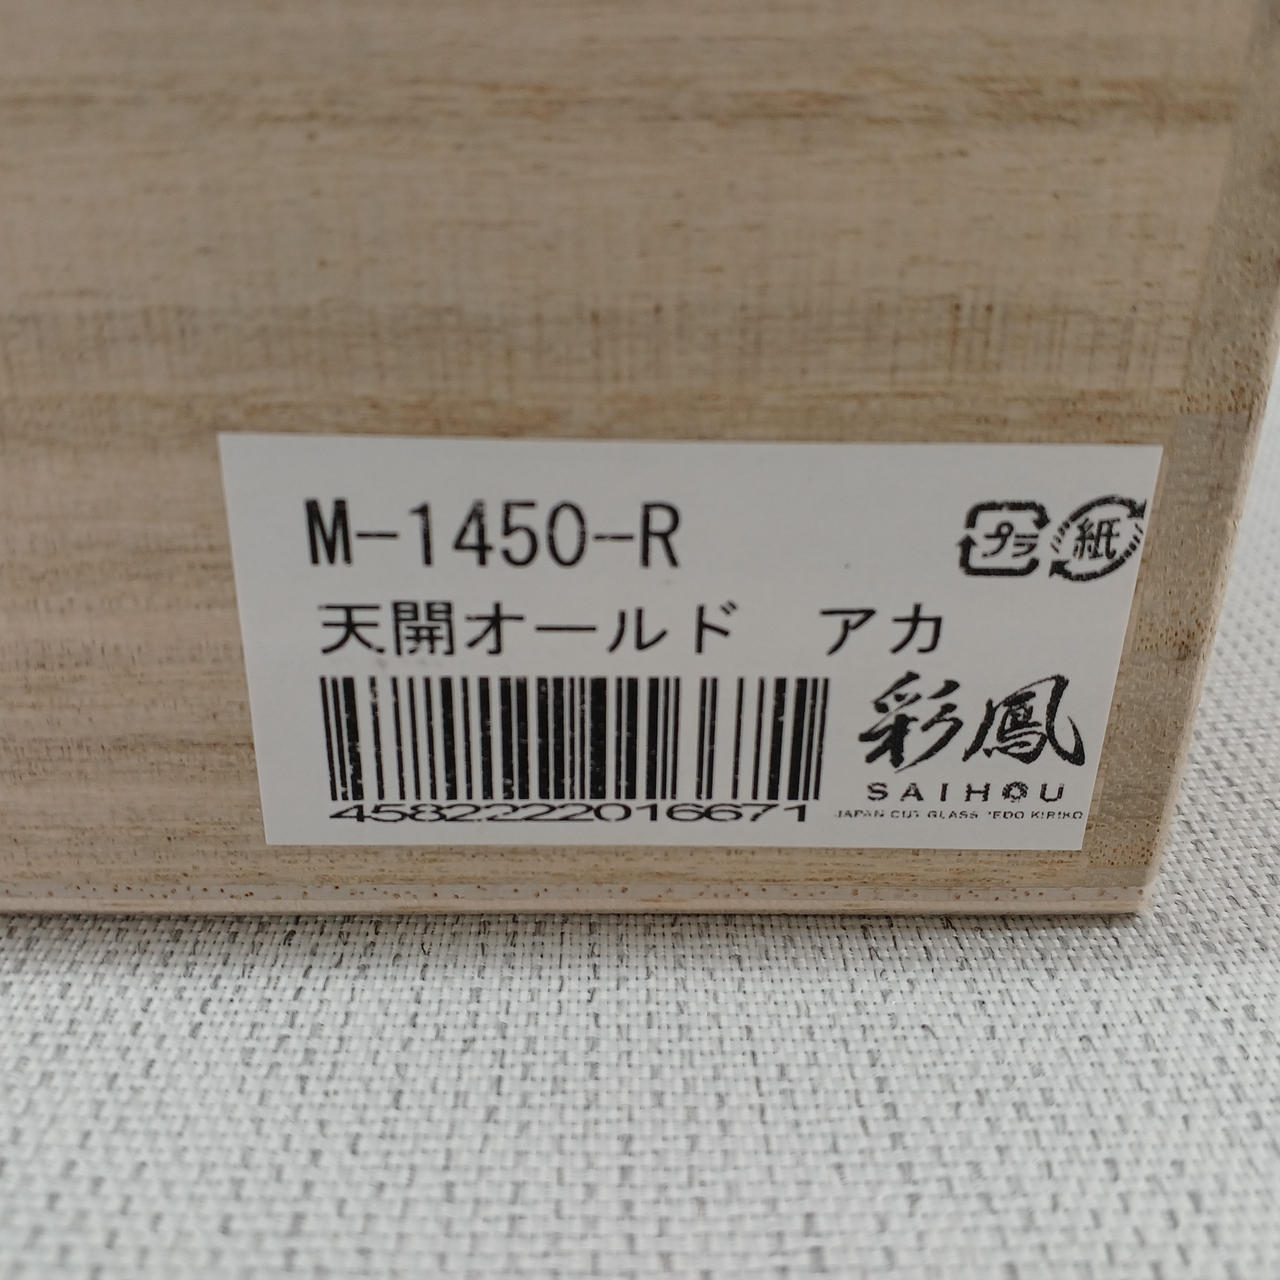 M-1450-R
プラ 紙
天開オールド　アカ
4582222016671
彩鳳
SAIHOU
JAPAN CUT GLASS "EDO KIRIKO